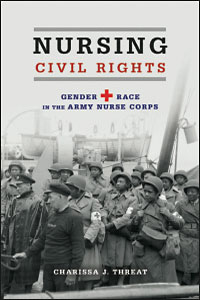 NURSING
CIVIL RIGHTS
GENDER + RACE
IN THE ARMY NURSE CORPS
CHARISSA J. THREAT